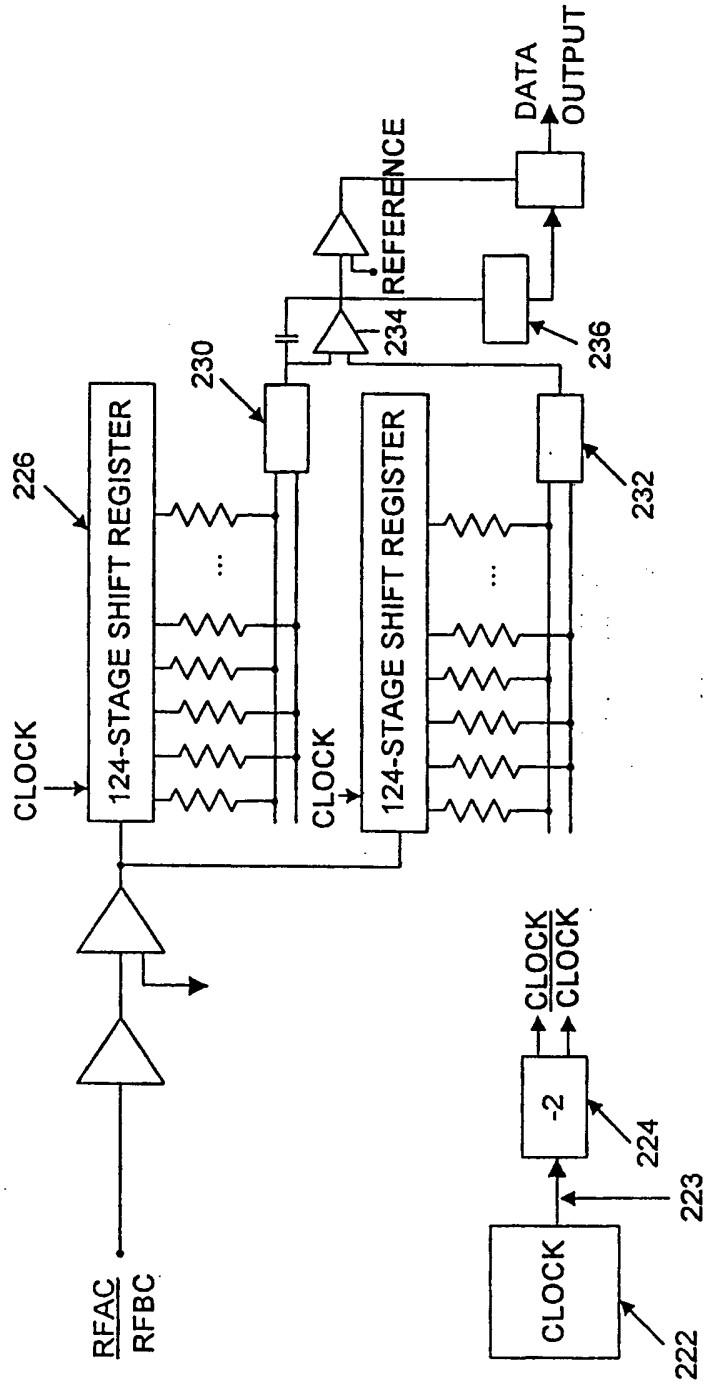 RFAC
RFBC
CLOCK
226
124-STAGE SHIFT REGISTER
...
230
CLOCK
124-STAGE SHIFT REGISTER
...
232
234
REFERENCE
236
DATA
OUTPUT
CLOCK
222
223
-2
224
CLOCK
CLOCK